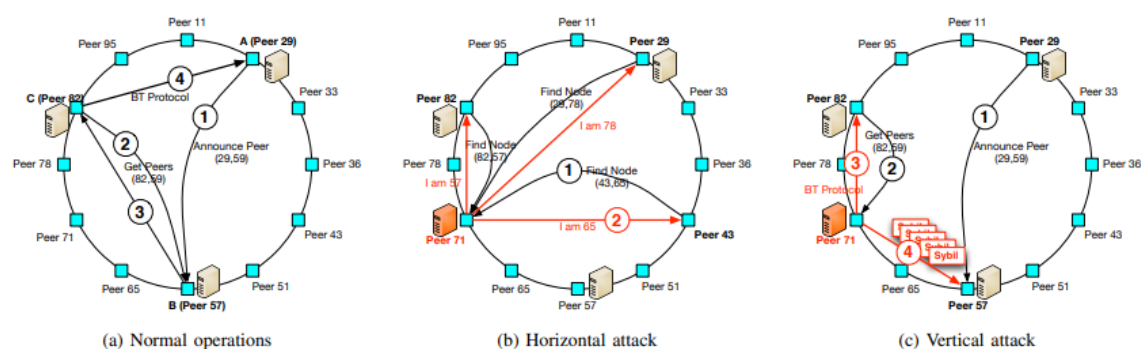 Peer 11
Peer 95
A (Peer 29)
4
BT Protocol
C (Peer 82)
Peer 33
1
2
Announce Peer
(29,59)
Get Peers
(82,59)
Peer 78
Peer 36
3
Peer 71
Peer 43
Peer 65
Peer 51
B (Peer 57)
(a) Normal operations
Peer 11
Peer 95
Peer 29
Find Node
(29,78)
Peer 82
Peer 33
I am 78
Find Node
(82,57)
Peer 78
1
Find Node
(43,65)
Peer 36
I am 57
Peer 71
I am 65
2
Peer 43
Peer 65
Peer 51
Peer 57
(b) Horizontal attack
Peer 11
Peer 95
Peer 29
Peer 82
Peer 33
1
Get Peers
(82,59)
Announce Peer
(29,59)
Peer 78
3
2
Peer 36
BT Protocol
Peer 71
Sybil
4
Sybil
Peer 43
Peer 65
Peer 51
Peer 57
(c) Vertical attack